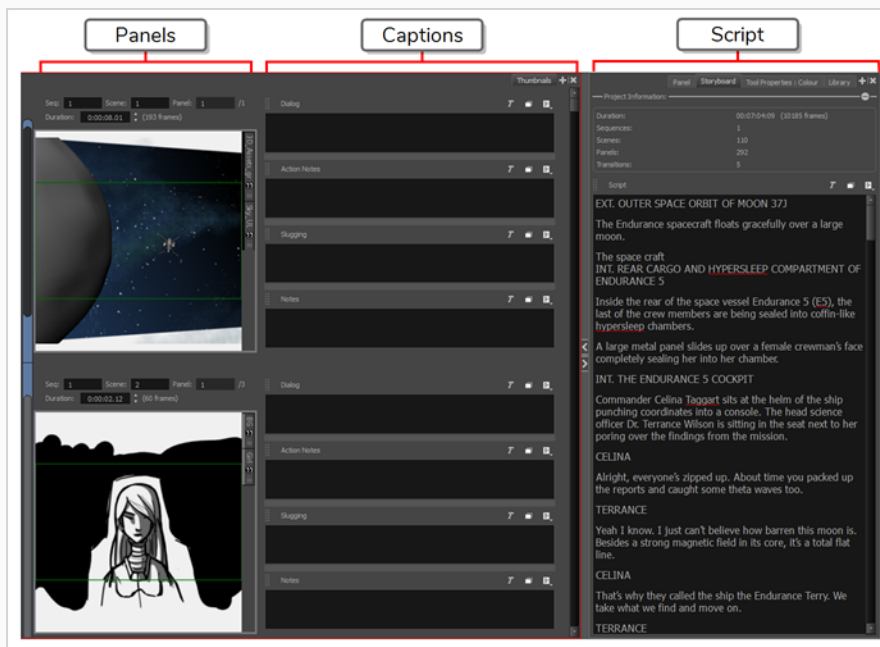 Panels
Captions
Script
Thumbnails
Seq: 1 Scene: 1 Panel: 1 /1
Duration: 0:00:08.01 (193 frames)
Dialog
Action Notes
Slugging
Notes
Seq: 1 Scene: 2 Panel: 1 /3
Duration: 0:00:02.12 (60 frames)
Dialog
Action Notes
Slugging
Notes
Panel Storyboard Tool Properties : Colour Library
Project Information:
Duration: 00:07:04:09 (10185 frames)
Sequences: 1
Scenes: 110
Panels: 292
Transitions: 5
Script
EXT. OUTER SPACE ORBIT OF MOON 37J
The Endurance spacecraft floats gracefully over a large
moon.
The space craft
INT. REAR CARGO AND HYPERSLEEP COMPARTMENT OF
ENDURANCE 5
Inside the rear of the space vessel Endurance 5 (E5), the
last of the crew members are being sealed into coffin-like
hypersleep chambers.
A large metal panel slides up over a female crewman's face
completely sealing her into her chamber.
INT. THE ENDURANCE 5 COCKPIT
Commander Celina Taggart sits at the helm of the ship
punching coordinates into a console. The head science
officer Dr. Terrance Wilson is sitting in the seat next to her
poring over the findings from the mission.
CELINA
Alright, everyone's zipped up. About time you packed up
the reports and caught some theta waves too.
TERRANCE
Yeah I know. I just can't believe how barren this moon is.
Besides a strong magnetic field in its core, it's a total flat
line.
CELINA
That's why they called the ship the Endurance Terry. We
take what we find and move on.
TERRANCE